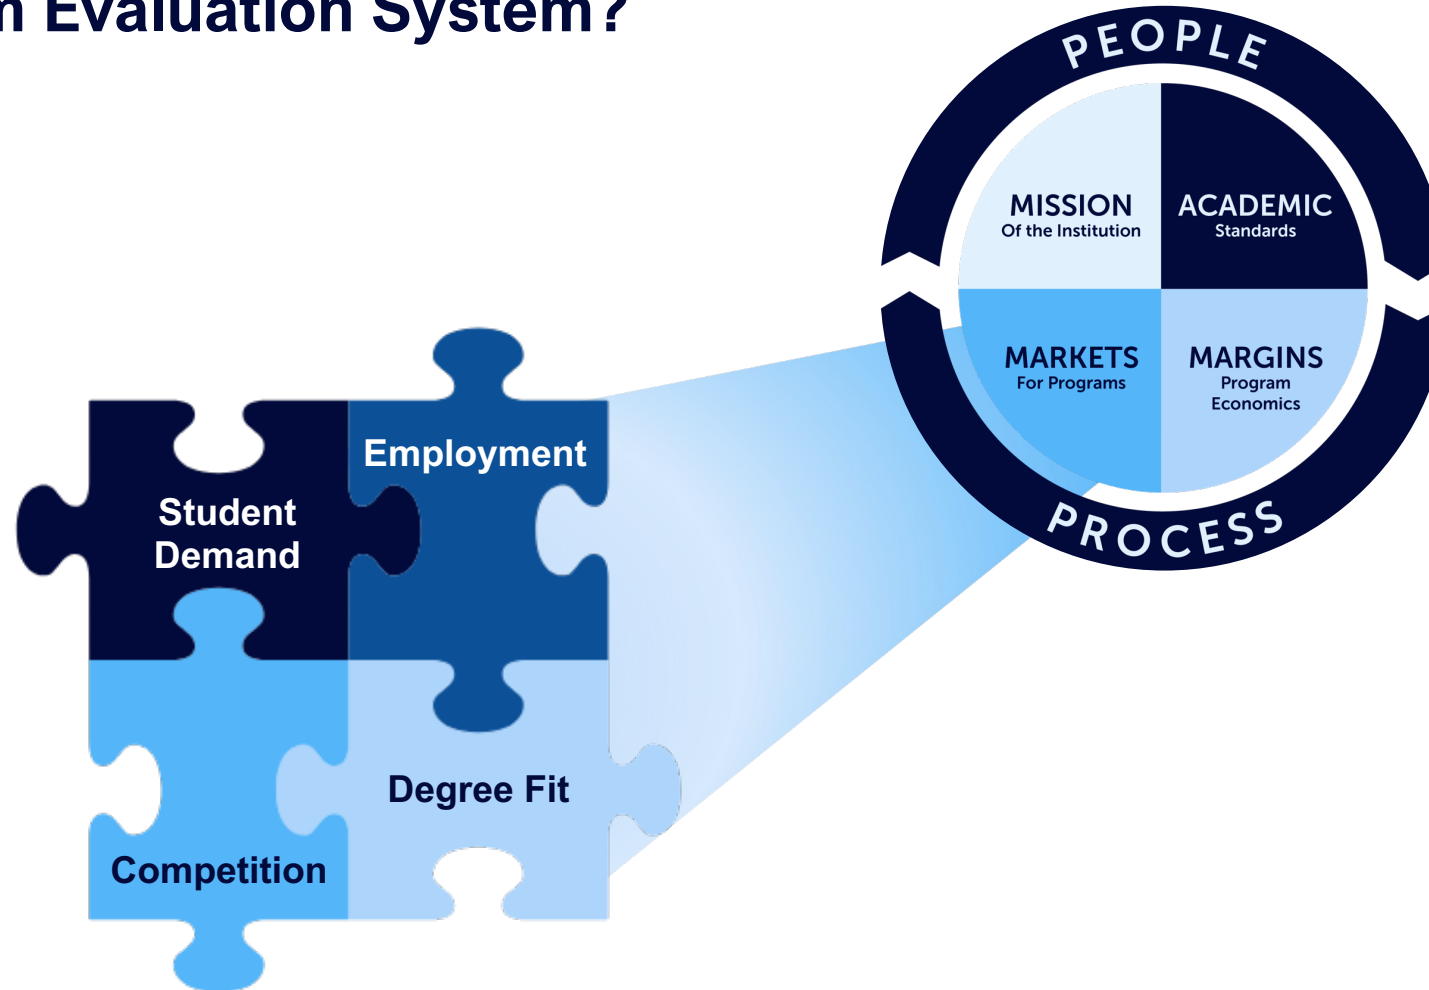 Evaluation System?
PEOPLE
MISSION
Of the Institution
ACADEMIC
Standards
MARKETS
For Programs
MARGINS
Program
Economics
PROCESS
Employment
Student
Demand
Degree Fit
Competition